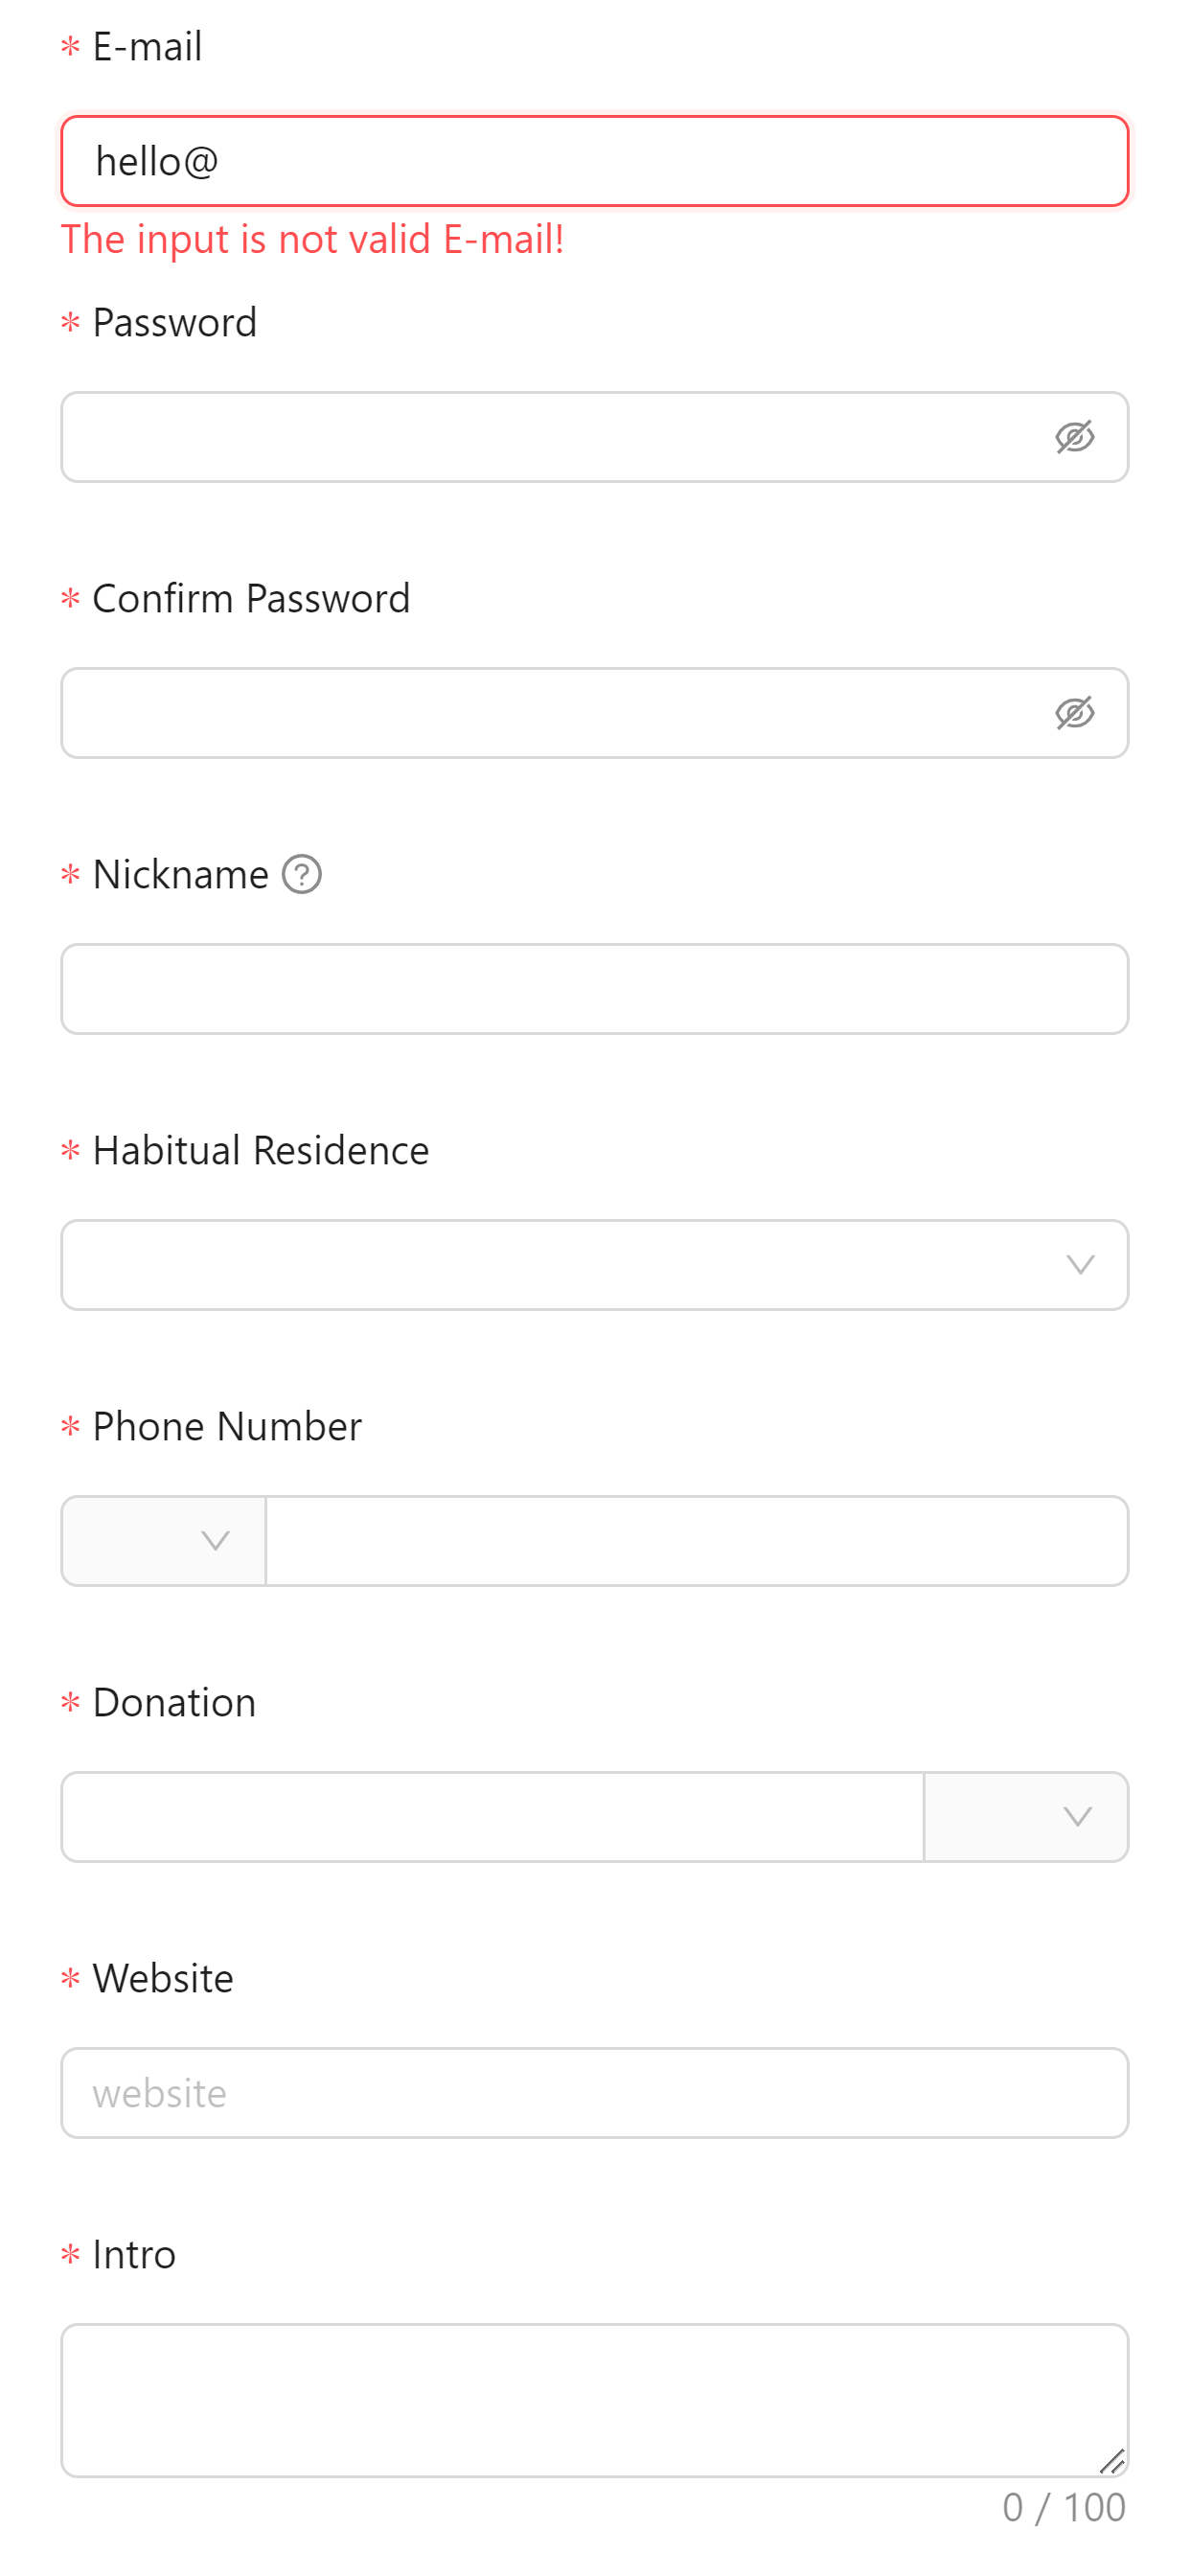 * E-mail
hello@
The input is not valid E-mail!
* Password
* Confirm Password
* Nickname ?
* Habitual Residence
* Phone Number
* Donation
* Website
website
* Intro
0 / 100